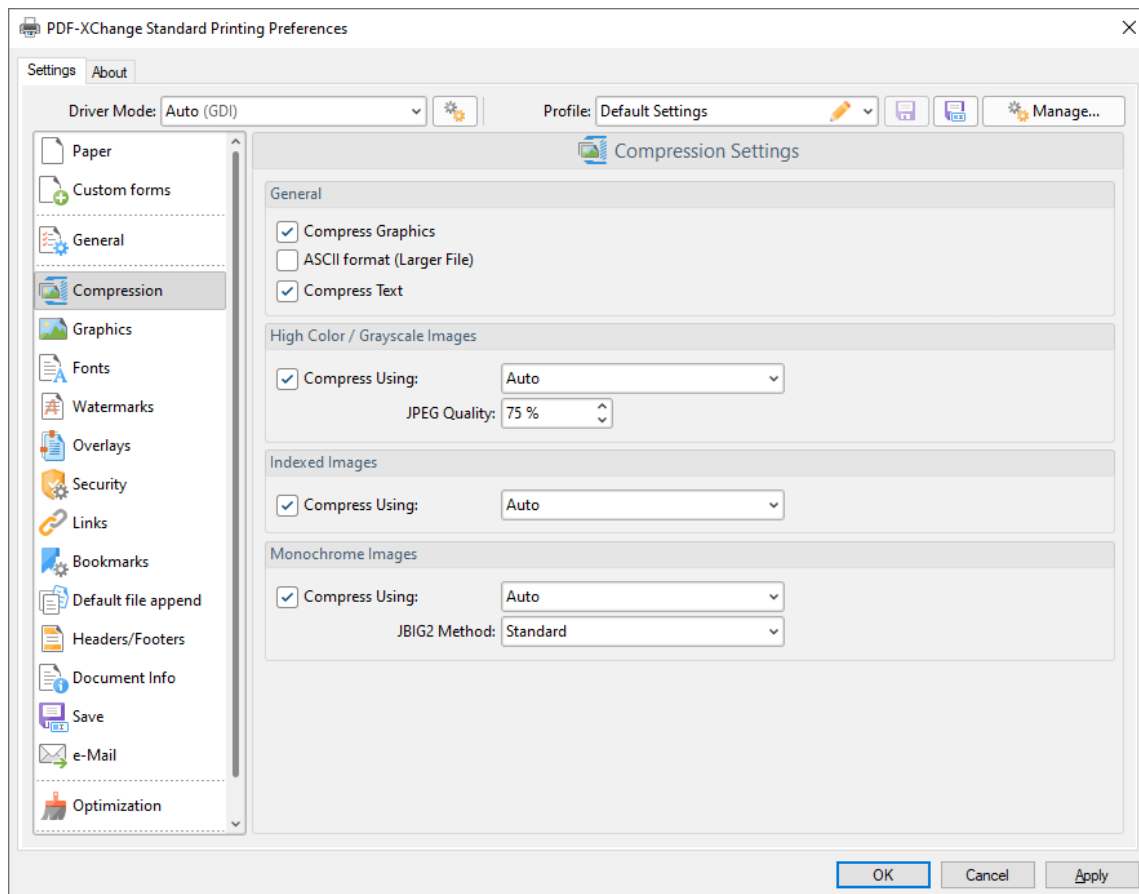 PDF-XChange Standard Printing Preferences
Settings About
Driver Mode: Auto (GDI) Profile: Default Settings Manage...
Paper
Custom forms
General
Compression
Graphics
Fonts
Watermarks
Overlays
Security
Links
Bookmarks
Default file append
Headers/Footers
Document Info
Save
e-Mail
Optimization
Compression Settings
General
Compress Graphics
ASCII format (Larger File)
Compress Text
High Color / Grayscale Images
Compress Using: Auto
JPEG Quality: 75 %
Indexed Images
Compress Using: Auto
Monochrome Images
Compress Using: Auto
JBIG2 Method: Standard
OK Cancel Apply